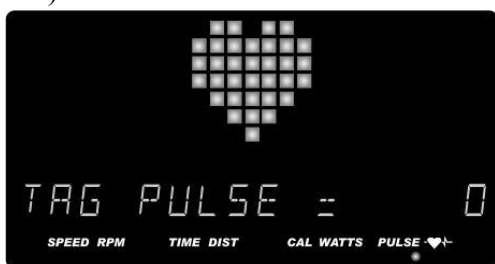 TAG PULSE = 0
SPEED RPM TIME DIST CAL WATTS PULSE